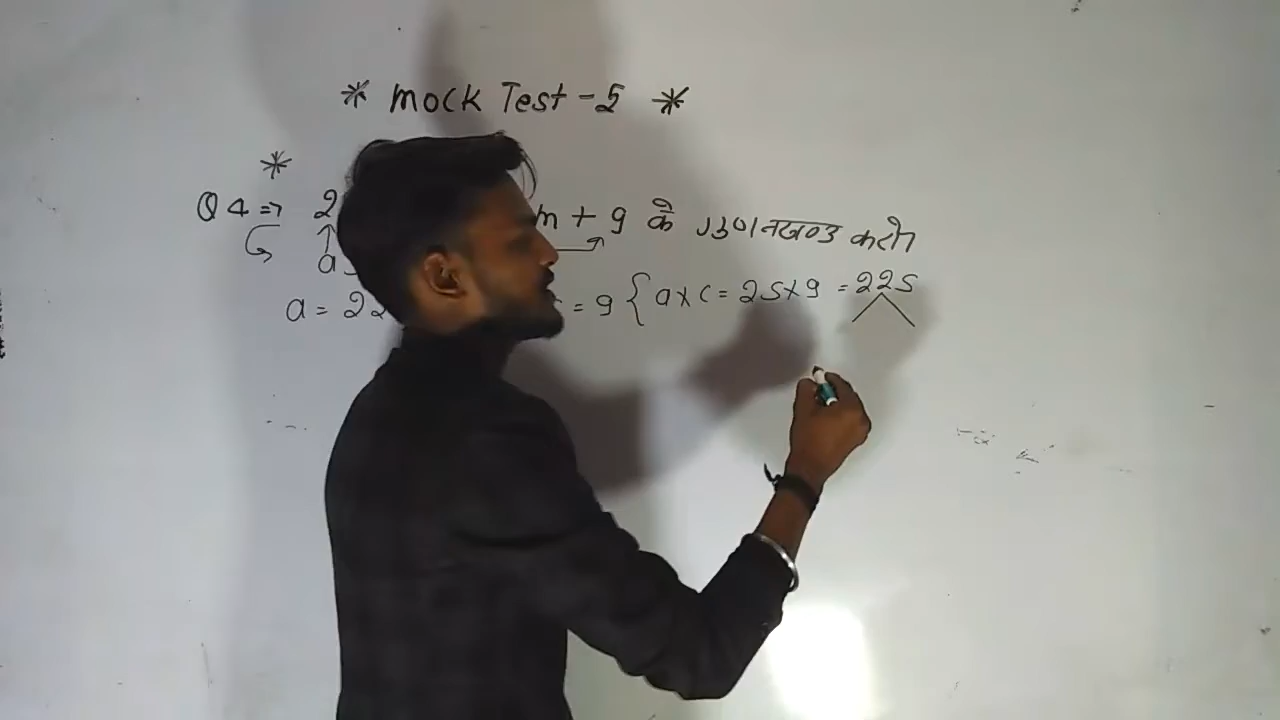 * Mock Test - 5 *
*
Q4 => 2 m + 9 के गुणनखण्ड करो
a
a = 2 = 9 { a x c = 25 x 9 = 225